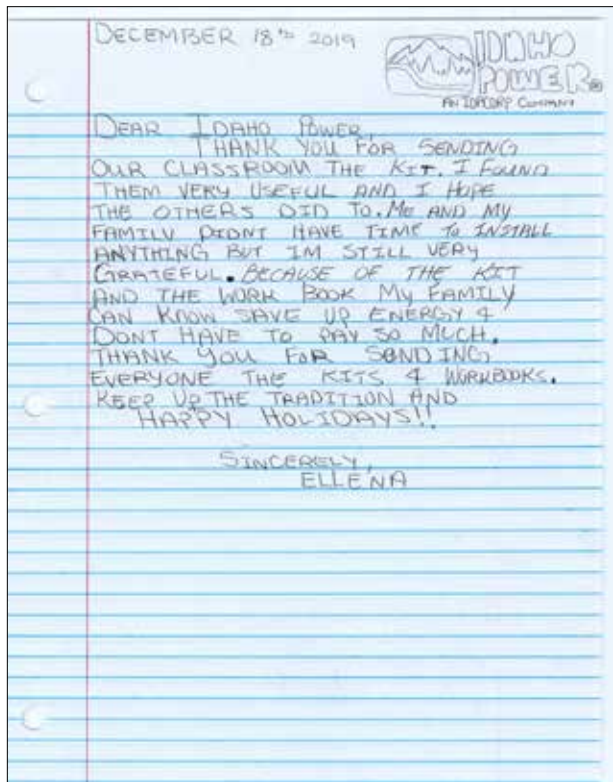 DECEMBER 18th 2019
IDAHO
POWER®
AN IDACORP COMPANY
DEAR IDAHO POWER,
THANK YOU FOR SENDING
OUR CLASSROOM THE KIT. I FOUND
THEM VERY USEFUL AND I HOPE
THE OTHERS DID TO. ME AND MY
FAMILY DIDNT HAVE TIME TO INSTALL
ANYTHING BUT IM STILL VERY
GRATEFUL. BECAUSE OF THE KIT
AND THE WORK BOOK MY FAMILY
CAN KNOW SAVE UP ENERGY &
DONT HAVE TO PAY SO MUCH.
THANK YOU FOR SENDING
EVERYONE THE KITS & WORKBOOKS.
KEEP UP THE TRADITION AND
HAPPY HOLIDAYS!!
SINCERELY,
ELLENA